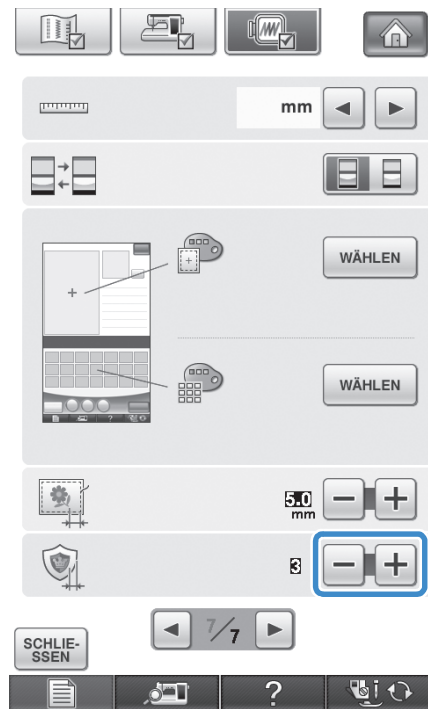 mm
WÄHLEN
WÄHLEN
5.0
mm
3
7/7
SCHLIE-
SSEN
?